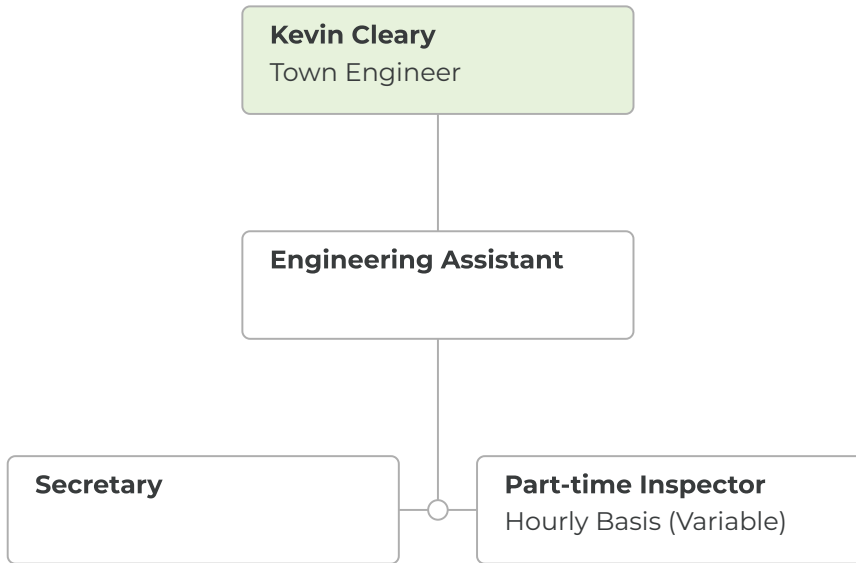 Kevin Cleary
Town Engineer
Engineering Assistant
Secretary
Part-time Inspector
Hourly Basis (Variable)